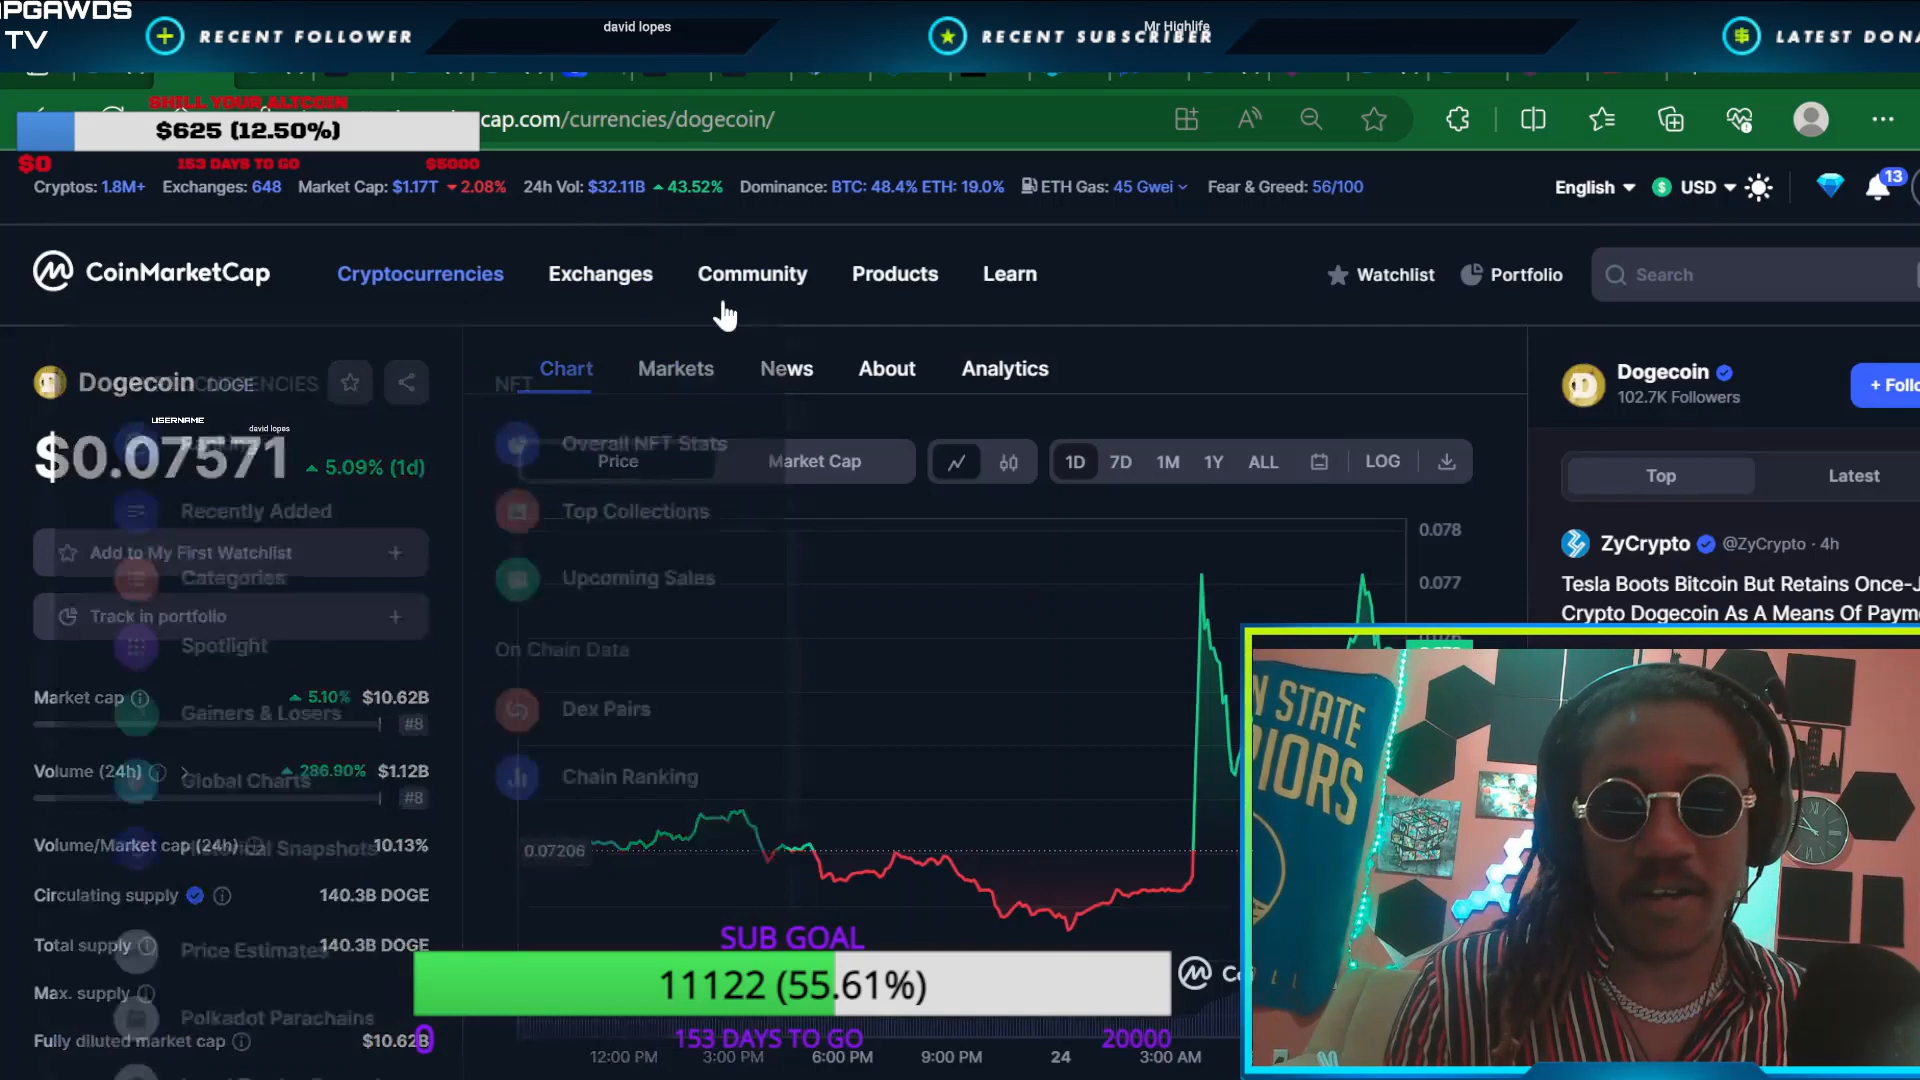 APGAWDS
TV
RECENT FOLLOWER
david lopes
RECENT SUBSCRIBER
Mr Highlife
LATEST DONA
SHILL YOUR ALTCOIN
$625 (12.50%)
$0
153 DAYS TO GO
$5000
cap.com/currencies/dogecoin/
Cryptos: 1.8M+ Exchanges: 648 Market Cap: $1.17T 2.08% 24h Vol: $32.11B 43.52% Dominance: BTC: 48.4% ETH: 19.0% ETH Gas: 45 Gwei Fear & Greed: 56/100
English
$ USD
13
CoinMarketCap
Cryptocurrencies
Exchanges
Community
Products
Learn
Watchlist
Portfolio
Search
Dogecoin DOGE
USERNAME
david lopes
$0.07571
5.09% (1d)
Recently Added
Add to My First Watchlist +
Categories
Track in portfolio +
Spotlight
Market cap 5.10% $10.62B
#8
Gainers & Losers
Volume (24h) 286.90% $1.12B
Global Charts
#8
Volume/Market cap (24h) 10.13%
Historical Snapshots
Circulating supply 140.3B DOGE
Total supply 140.3B DOGE
Price Estimates
Max. supply
Polkadot Parachains
Fully diluted market cap $10.62B
Chart
Markets
News
About
Analytics
NFT
Overall NFT Stats
Price
Market Cap
1D 7D 1M 1Y ALL LOG
Top Collections
Upcoming Sales
On Chain Data
Dex Pairs
Chain Ranking
0.078
0.077
0.07206
12:00 PM 3:00 PM 6:00 PM 9:00 PM 24 3:00 AM
SUB GOAL
11122 (55.61%)
0
153 DAYS TO GO
20000
Dogecoin
102.7K Followers
+ Follo
Top
Latest
ZyCrypto @ZyCrypto · 4h
Tesla Boots Bitcoin But Retains Once-J
Crypto Dogecoin As A Means Of Payme
N STATE
RIORS